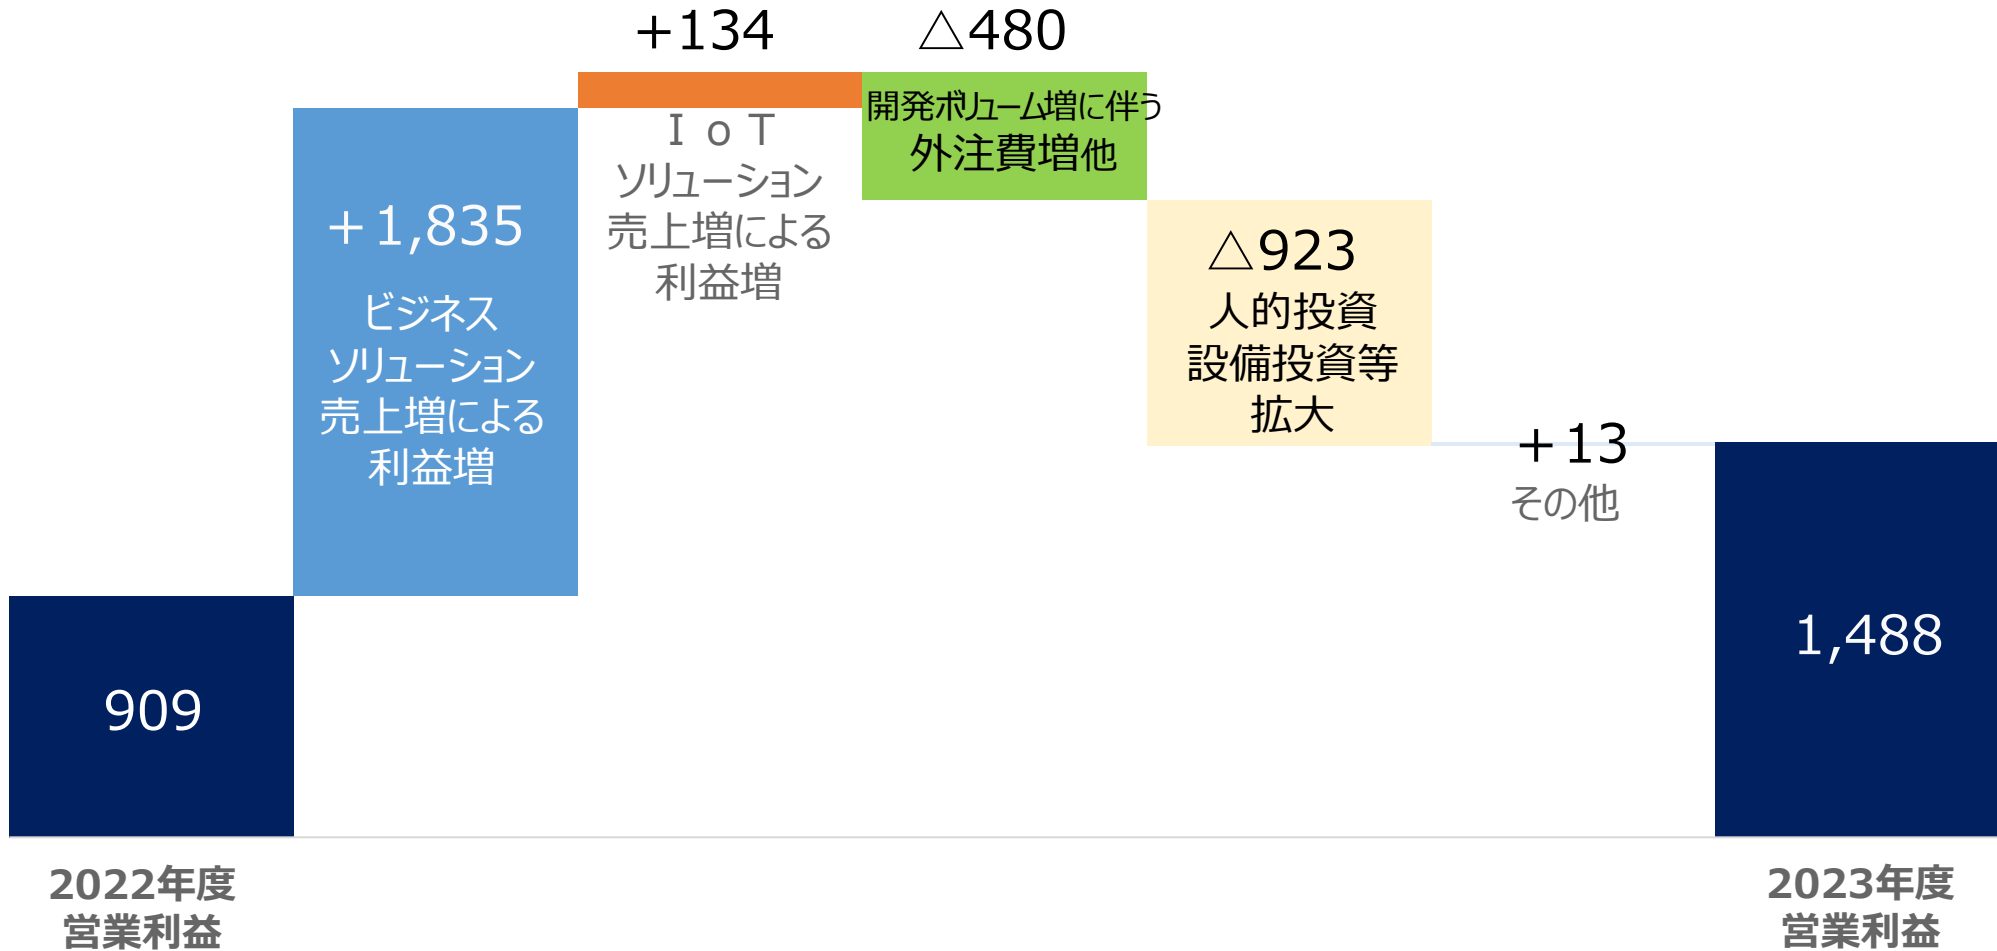 +134
△480
+1,835
ビジネス
ソリューション
売上増による
利益増
ＩｏＴ
ソリューション
売上増による
利益増
開発ボリューム増に伴う
外注費増他
△923
人的投資
設備投資等
拡大
+13
その他
909
1,488
2022年度
営業利益
2023年度
営業利益